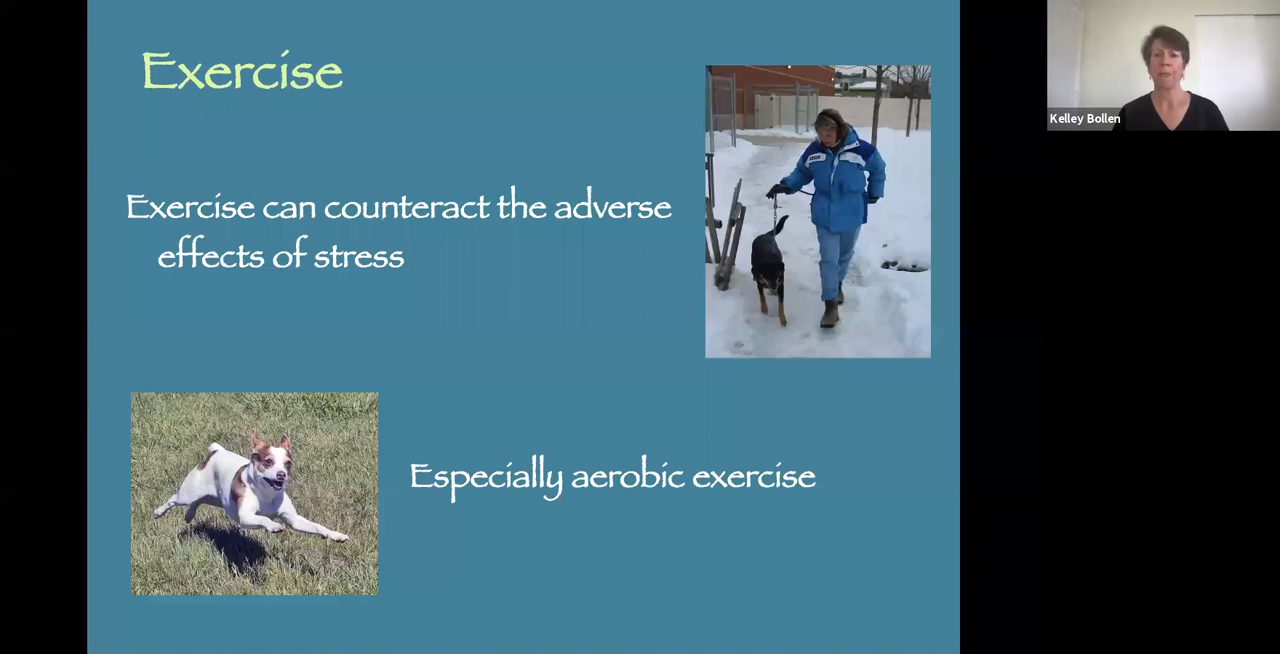 Exercise
Kelley Bollen
Exercise can counteract the adverse
effects of stress
Especially aerobic exercise